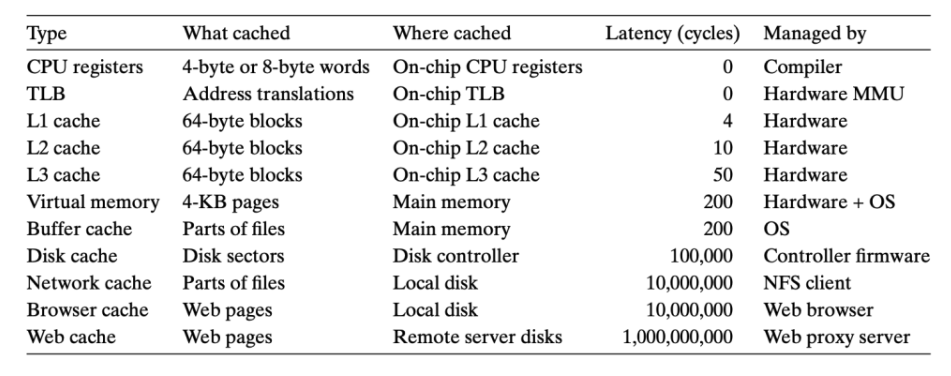 Type What cached Where cached Latency (cycles) Managed by
CPU registers 4-byte or 8-byte words On-chip CPU registers 0 Compiler
TLB Address translations On-chip TLB 0 Hardware MMU
L1 cache 64-byte blocks On-chip L1 cache 4 Hardware
L2 cache 64-byte blocks On-chip L2 cache 10 Hardware
L3 cache 64-byte blocks On-chip L3 cache 50 Hardware
Virtual memory 4-KB pages Main memory 200 Hardware + OS
Buffer cache Parts of files Main memory 200 OS
Disk cache Disk sectors Disk controller 100,000 Controller firmware
Network cache Parts of files Local disk 10,000,000 NFS client
Browser cache Web pages Local disk 10,000,000 Web browser
Web cache Web pages Remote server disks 1,000,000,000 Web proxy server